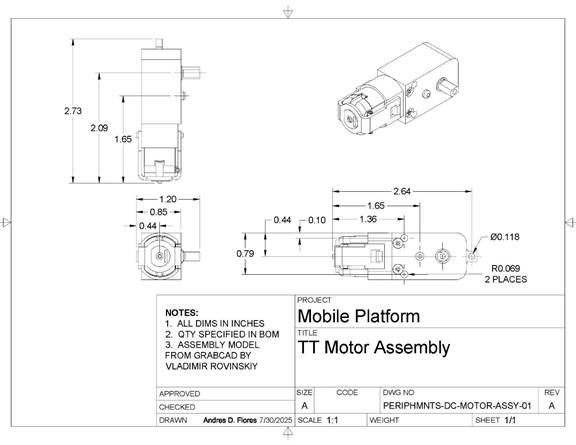 2.73
2.09
1.65
1.20
0.85
0.44
2.64
1.65
0.44
0.10
1.36
Ø0.118
0.79
R0.069
2 PLACES
NOTES:
1. ALL DIMS IN INCHES
2. QTY SPECIFIED IN BOM
3. ASSEMBLY MODEL
FROM GRABCAD BY
VLADIMIR ROVINSKIY
PROJECT
Mobile Platform
TITLE
TT Motor Assembly
APPROVED
SIZE CODE DWG NO REV
CHECKED
A PERIPHMNTS-DC-MOTOR-ASSY-01 A
DRAWN Andres D. Flores 7/30/2025 SCALE 1:1 WEIGHT SHEET 1/1